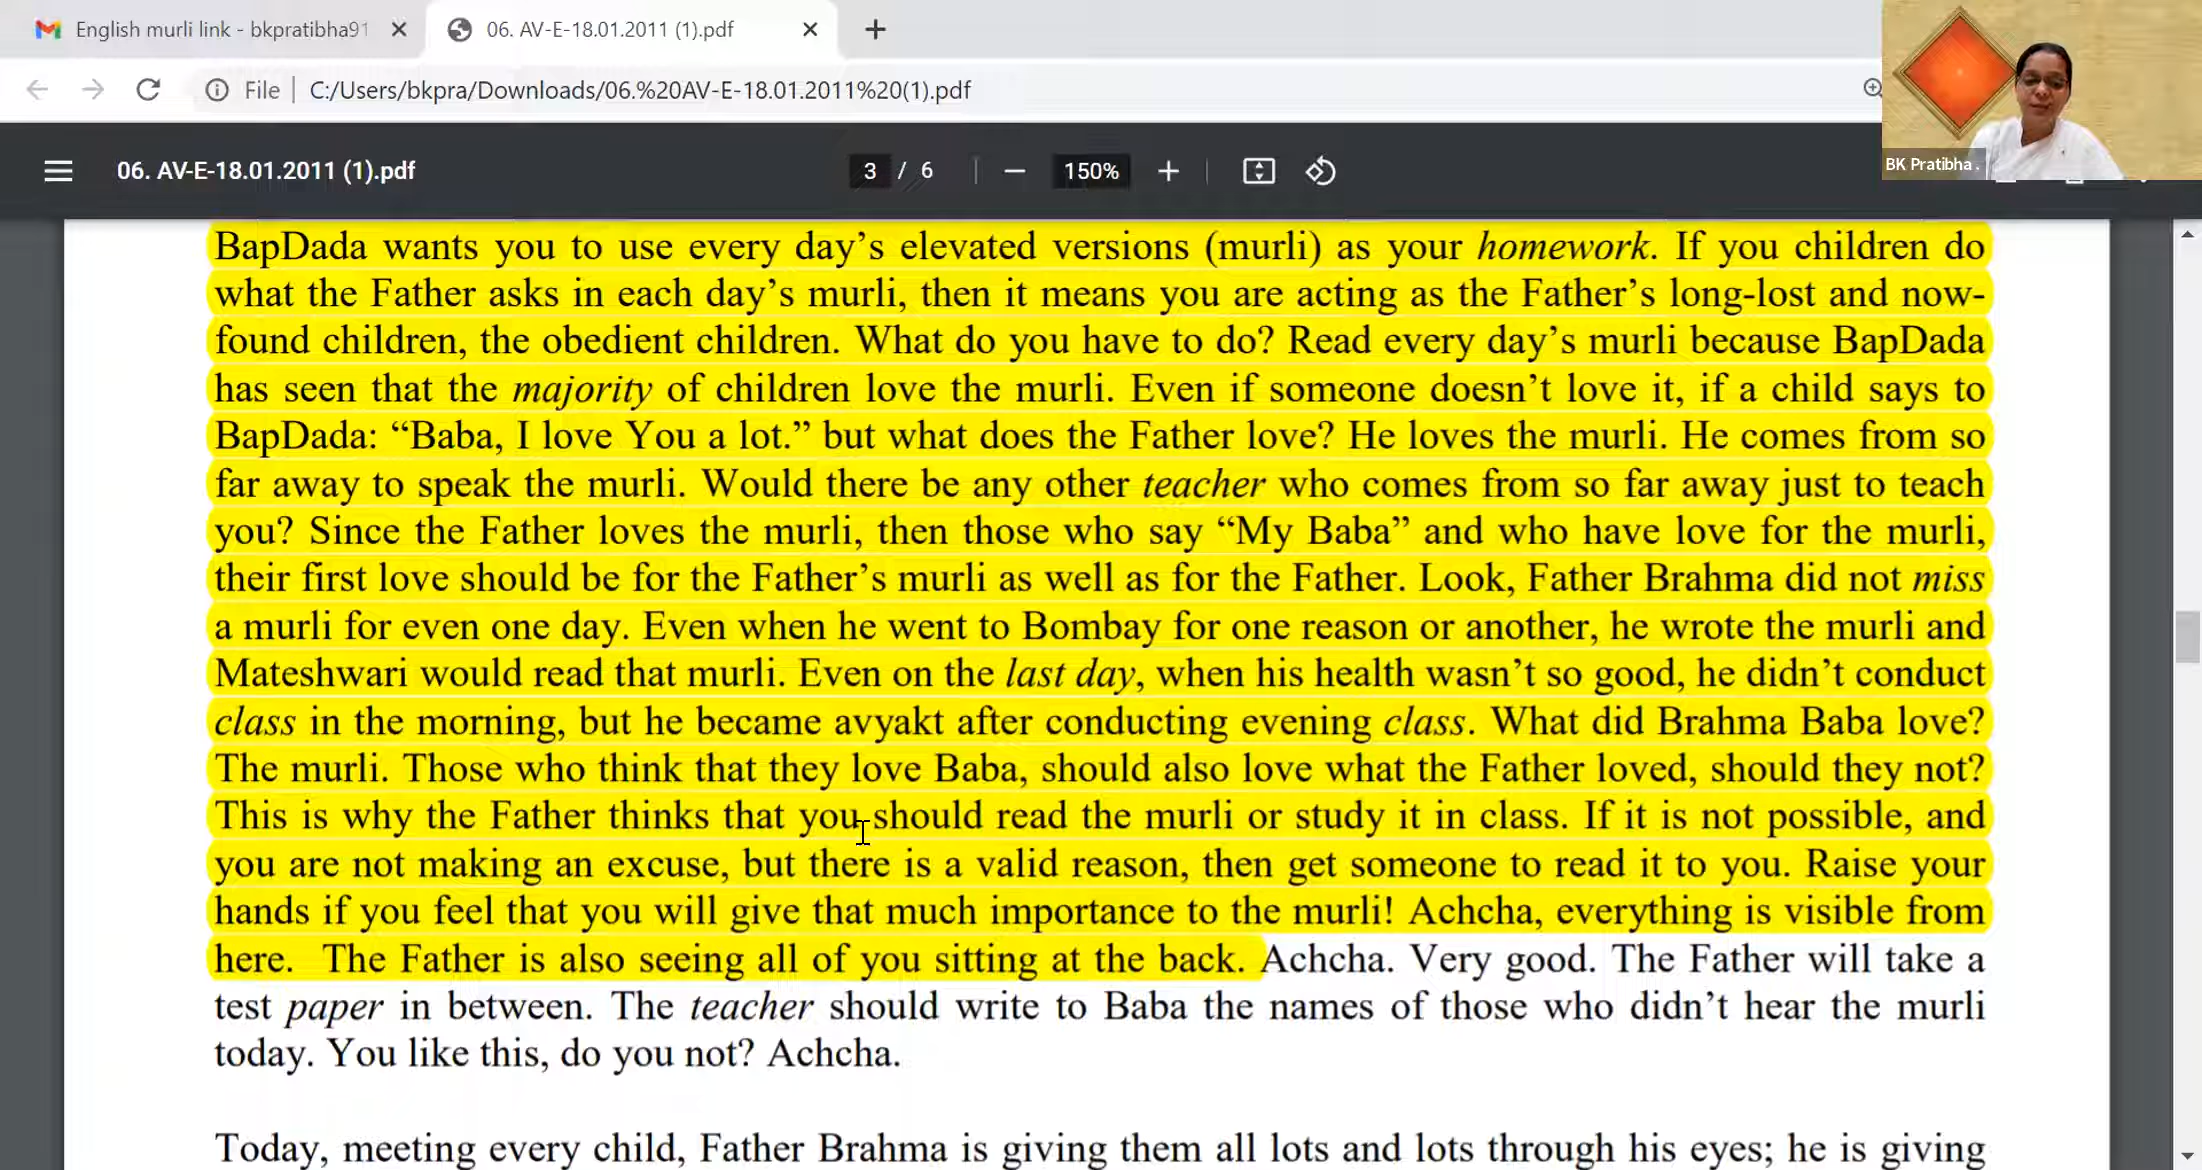 English murli link - bkpratibha91
06. AV-E-18.01.2011 (1).pdf
File
C:/Users/bkpra/Downloads/06.%20AV-E-18.01.2011%20(1).pdf
06. AV-E-18.01.2011 (1).pdf
3 / 6
150%
BK Pratibha .
BapDada wants you to use every day’s elevated versions (murli) as your homework. If you children do
what the Father asks in each day’s murli, then it means you are acting as the Father’s long-lost and now-
found children, the obedient children. What do you have to do? Read every day’s murli because BapDada
has seen that the majority of children love the murli. Even if someone doesn’t love it, if a child says to
BapDada: “Baba, I love You a lot.” but what does the Father love? He loves the murli. He comes from so
far away to speak the murli. Would there be any other teacher who comes from so far away just to teach
you? Since the Father loves the murli, then those who say “My Baba” and who have love for the murli,
their first love should be for the Father’s murli as well as for the Father. Look, Father Brahma did not miss
a murli for even one day. Even when he went to Bombay for one reason or another, he wrote the murli and
Mateshwari would read that murli. Even on the last day, when his health wasn’t so good, he didn’t conduct
class in the morning, but he became avyakt after conducting evening class. What did Brahma Baba love?
The murli. Those who think that they love Baba, should also love what the Father loved, should they not?
This is why the Father thinks that you should read the murli or study it in class. If it is not possible, and
you are not making an excuse, but there is a valid reason, then get someone to read it to you. Raise your
hands if you feel that you will give that much importance to the murli! Achcha, everything is visible from
here.  The Father is also seeing all of you sitting at the back. Achcha. Very good. The Father will take a
test paper in between. The teacher should write to Baba the names of those who didn’t hear the murli
today. You like this, do you not? Achcha.
Today, meeting every child, Father Brahma is giving them all lots and lots through his eyes; he is giving